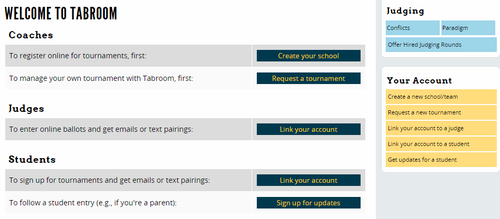 WELCOME TO TABROOM
Coaches
To register online for tournaments, first: Create your school
To manage your own tournament with Tabroom, first: Request a tournament
Judges
To enter online ballots and get emails or text pairings: Link your account
Students
To sign up for tournaments and get emails or text pairings: Link your account
To follow a student entry (e.g., if you're a parent): Sign up for updates
Judging
Conflicts Paradigm
Offer Hired Judging Rounds
Your Account
Create a new school/team
Request a new tournament
Link your account to a judge
Link your account to a student
Get updates for a student